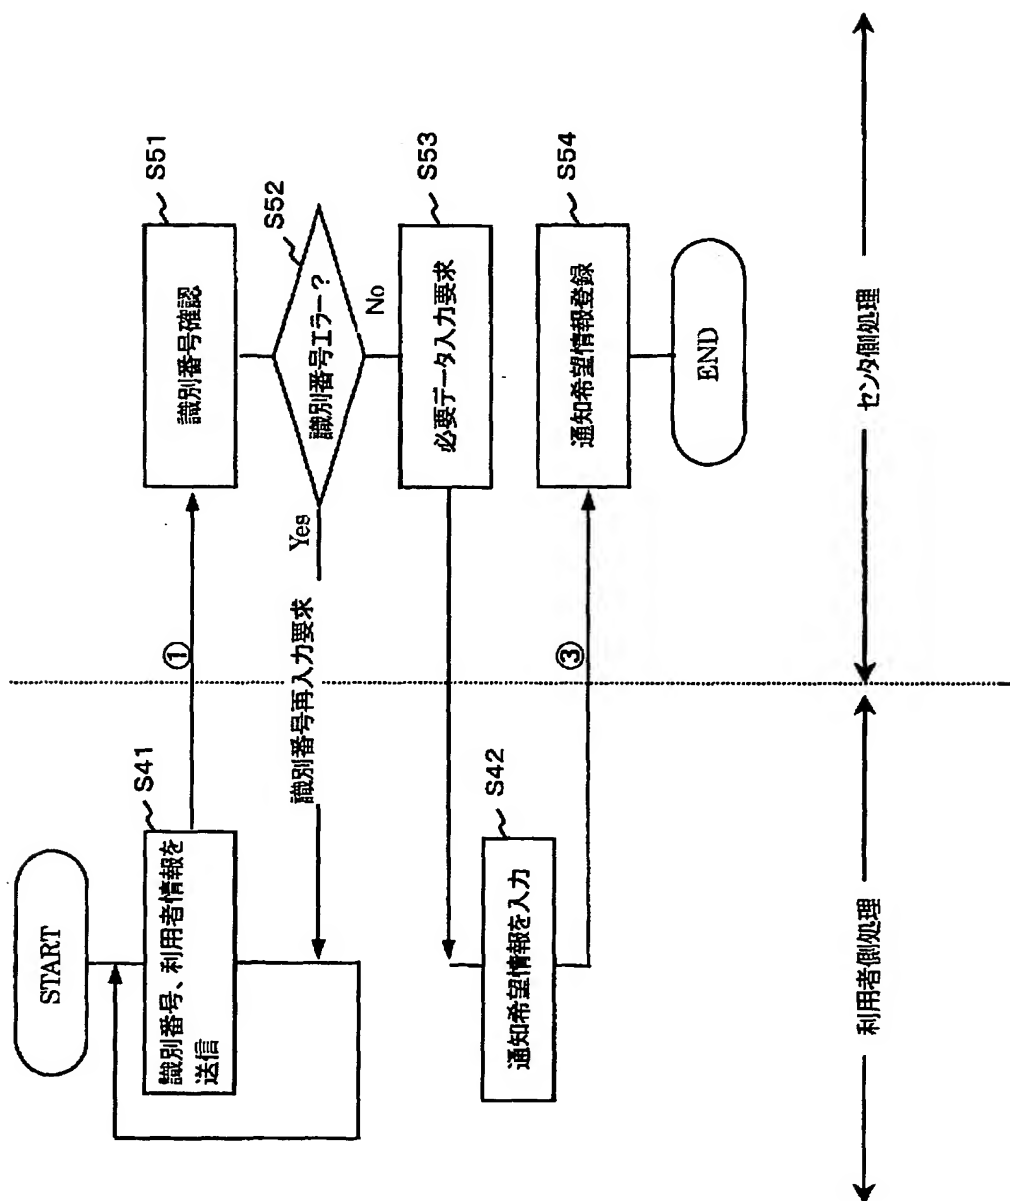 START
識別番号、利用者情報を
送信
S41
①
識別番号確認
S51
識別番号エラー?
S52
Yes
No
識別番号再入力要求
必要データ入力要求
S53
通知希望情報を入力
S42
③
通知希望情報登録
S54
END
利用者側処理
センタ側処理